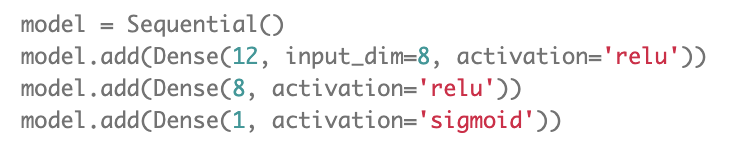 model = Sequential()
model.add(Dense(12, input_dim=8, activation='relu'))
model.add(Dense(8, activation='relu'))
model.add(Dense(1, activation='sigmoid'))